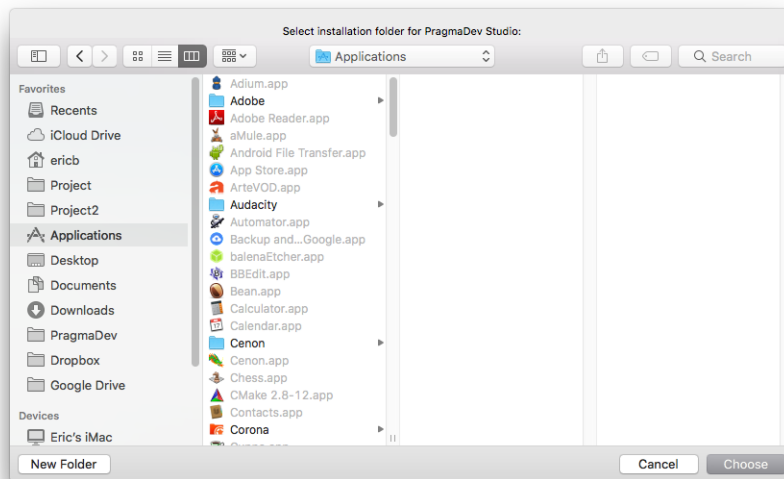 Select installation folder for PragmaDev Studio:
Applications
Search
Favorites
Recents
iCloud Drive
ericb
Project
Project2
Applications
Desktop
Documents
Downloads
PragmaDev
Dropbox
Google Drive
Devices
Eric's iMac
Adium.app
Adobe
Adobe Reader.app
aMule.app
Android File Transfer.app
App Store.app
ArteVOD.app
Audacity
Automator.app
Backup and...Google.app
balenaEtcher.app
BBEdit.app
Bean.app
Calculator.app
Calendar.app
Cenon
Cenon.app
Chess.app
CMake 2.8-12.app
Contacts.app
Corona
New Folder
Cancel
Choose